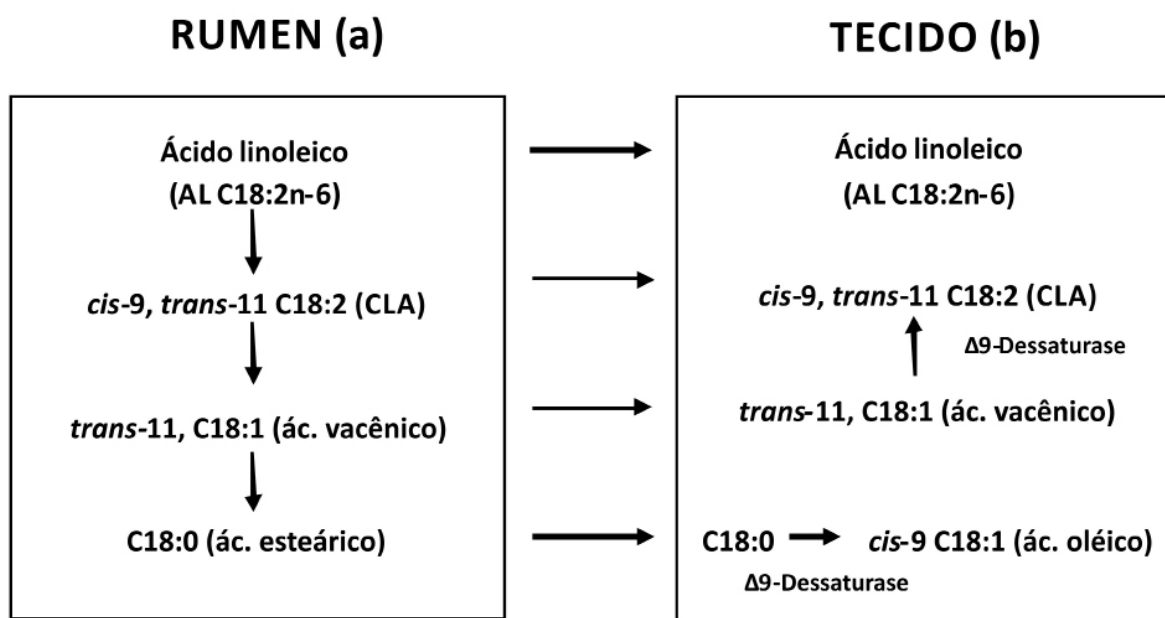 RUMEN (a)
Ácido linoleico
(AL C18:2n-6)
cis-9, trans-11 C18:2 (CLA)
trans-11, C18:1 (ác. vacênico)
C18:0 (ác. esteárico)
TECIDO (b)
Ácido linoleico
(AL C18:2n-6)
cis-9, trans-11 C18:2 (CLA)
Δ9-Dessaturase
trans-11, C18:1 (ác. vacênico)
C18:0 cis-9 C18:1 (ác. oléico)
Δ9-Dessaturase